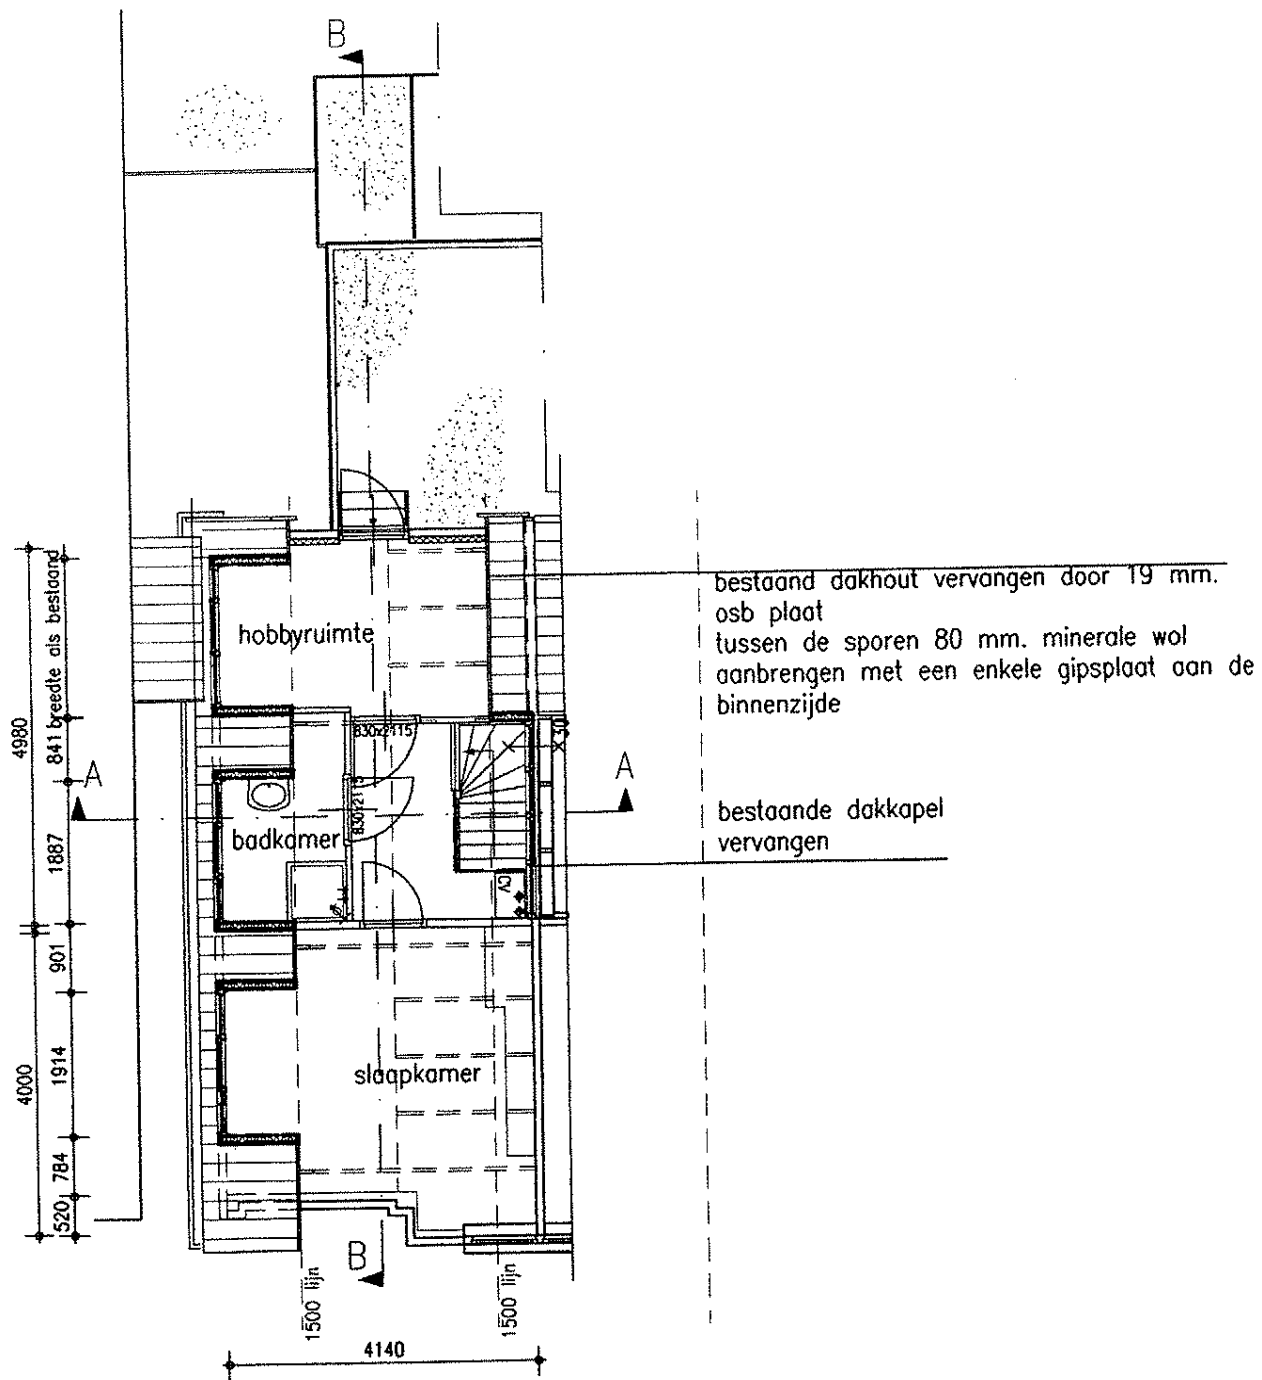 B
bestaand dakhout vervangen door 19 mm.
osb plaat
tussen de sporen 80 mm. minerale wol
aanbrengen met een enkele gipsplaat aan de
binnenzijde
hobbyruimte
breedte als bestaand
4980
841
830x2115
A
A
bestaande dakkapel
vervangen
badkamer
1887
CV
901
4000
1914
slaapkamer
784
520
B
1500 lijn
1500 lijn
4140